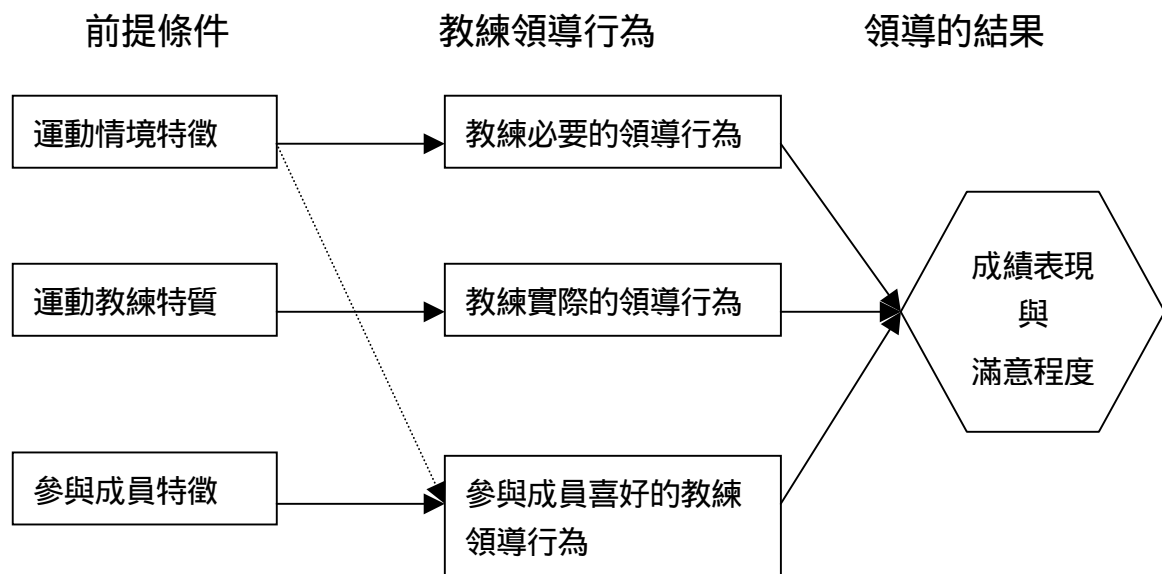 前提條件
教練領導行為
領導的結果
運動情境特徵
教練必要的領導行為
運動教練特質
教練實際的領導行為
成績表現
與
滿意程度
參與成員特徵
參與成員喜好的教練
領導行為